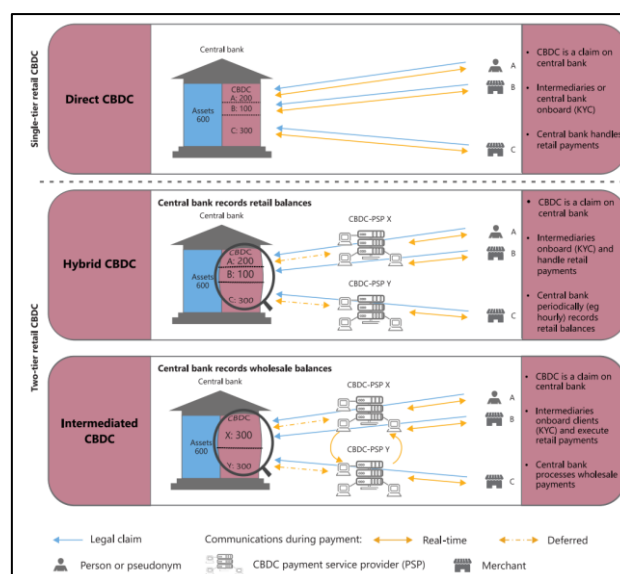 Single-tier retail CBDC
Direct CBDC
Central bank
Assets
600
CBDC
A: 200
B: 100
C: 300
A
B
C
• CBDC is a claim on
central bank
• Intermediaries or
central bank
onboard (KYC)
• Central bank handles
retail payments
Two-tier retail CBDC
Hybrid CBDC
Central bank records retail balances
Central bank
Assets
600
CBDC
A: 200
B: 100
C: 300
CBDC-PSP X
CBDC-PSP Y
A
B
C
• CBDC is a claim on
central bank
• Intermediaries
onboard (KYC) and
handle retail
payments
• Central bank
periodically (eg
hourly) records
retail balances
Intermediated
CBDC
Central bank records wholesale balances
Central bank
Assets
600
CBDC
X: 300
Y: 300
CBDC-PSP X
CBDC-PSP Y
A
B
C
• CBDC is a claim on
central bank
• Intermediaries
onboard clients
(KYC) and execute
retail payments
• Central bank
processes wholesale
payments
Legal claim
Communications during payment:
Real-time
Deferred
Person or pseudonym
CBDC payment service provider (PSP)
Merchant